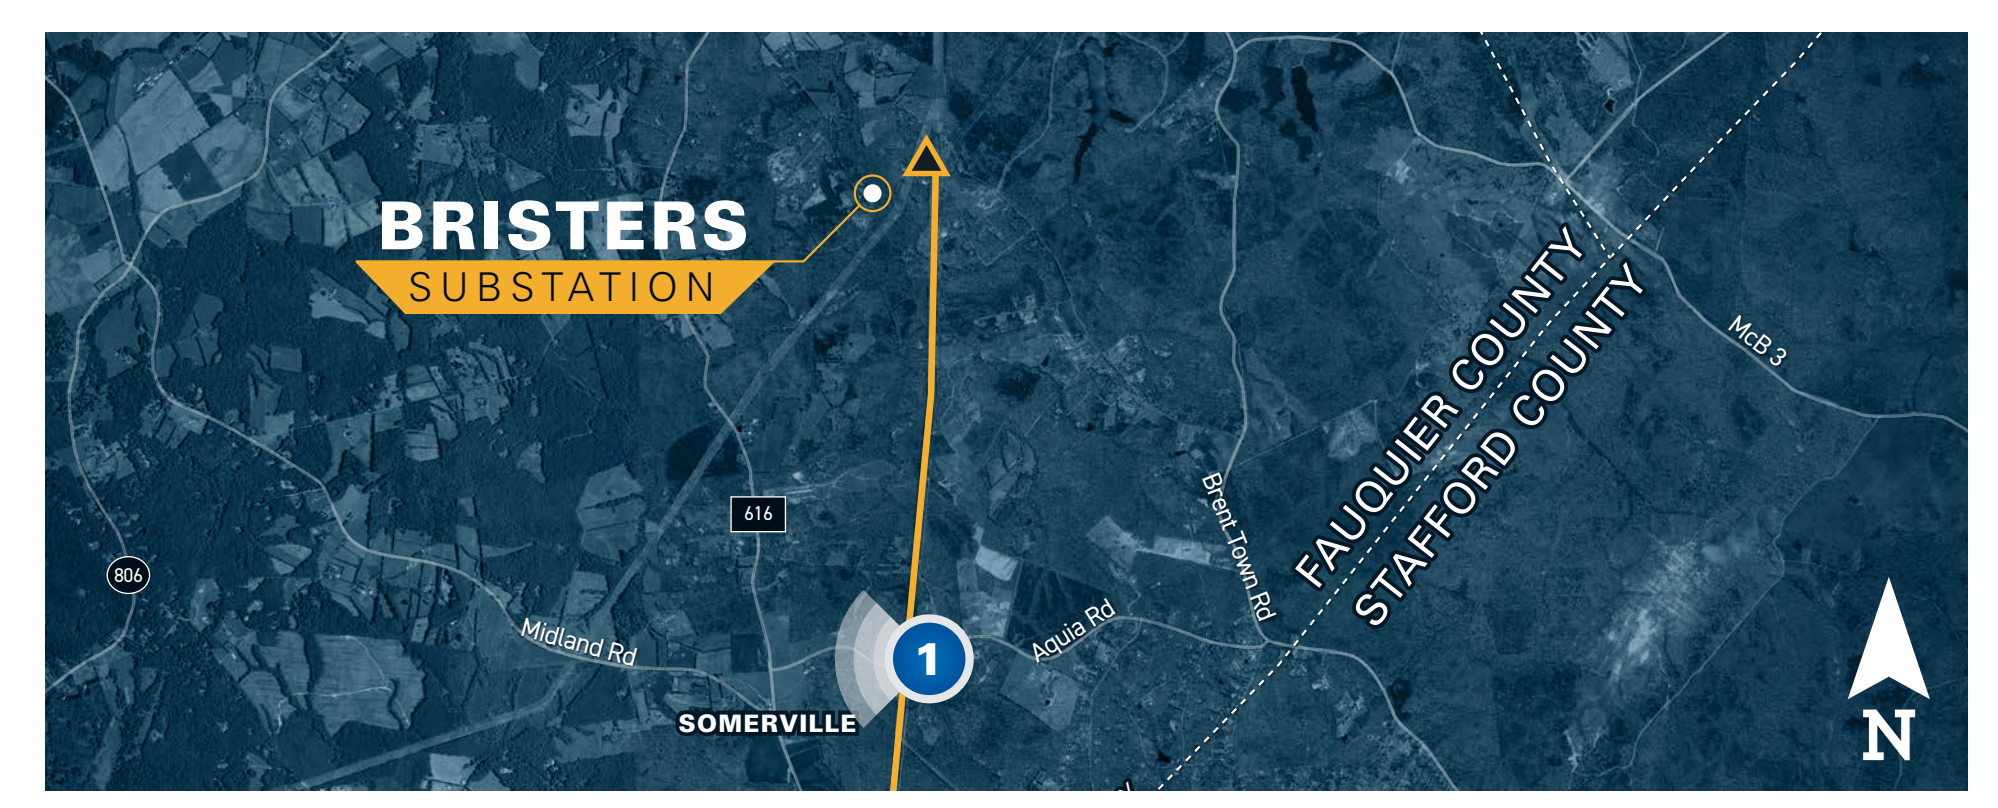 BRISTERS
SUBSTATION
FAUQUIER COUNTY
STAFFORD COUNTY
McB 3
616
Brent Town Rd
806
Midland Rd
Aquia Rd
1
SOMERVILLE
N